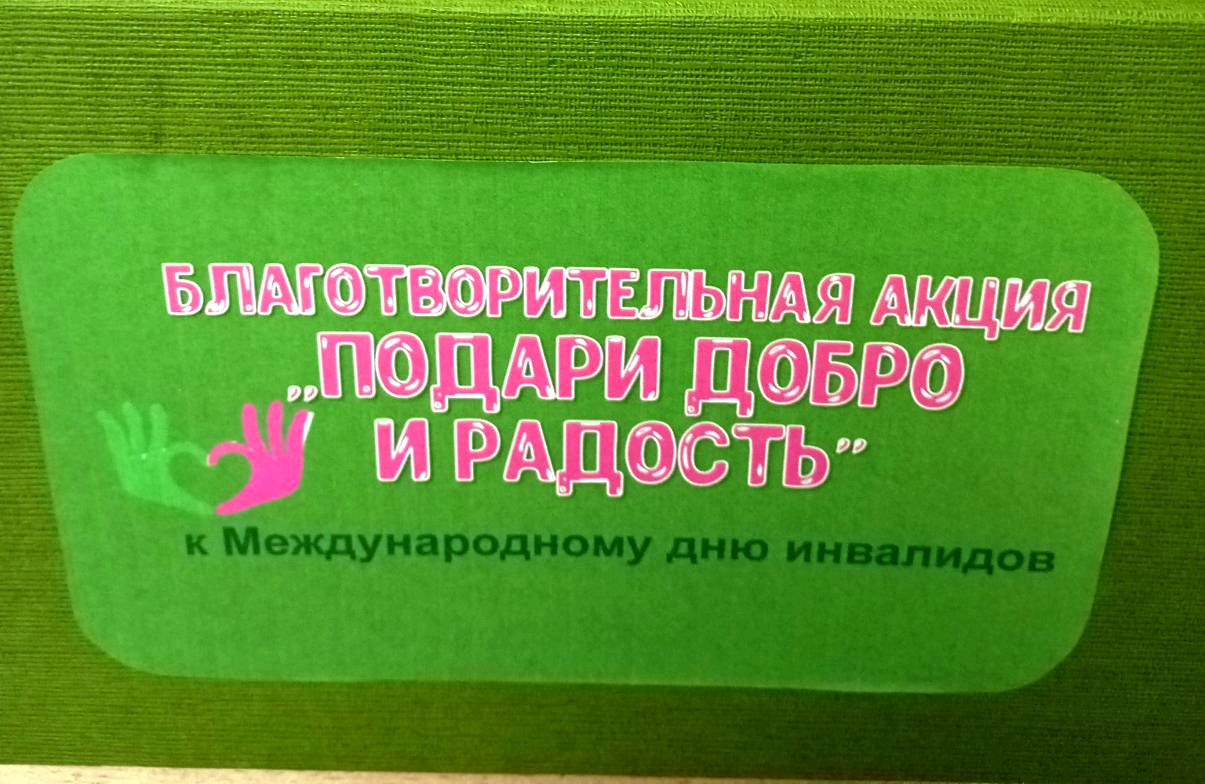 БЛАГОТВОРИТЕЛЬНАЯ АКЦИЯ
„ПОДАРИ ДОБРО
И РАДОСТЬ”
к Международному дню инвалидов